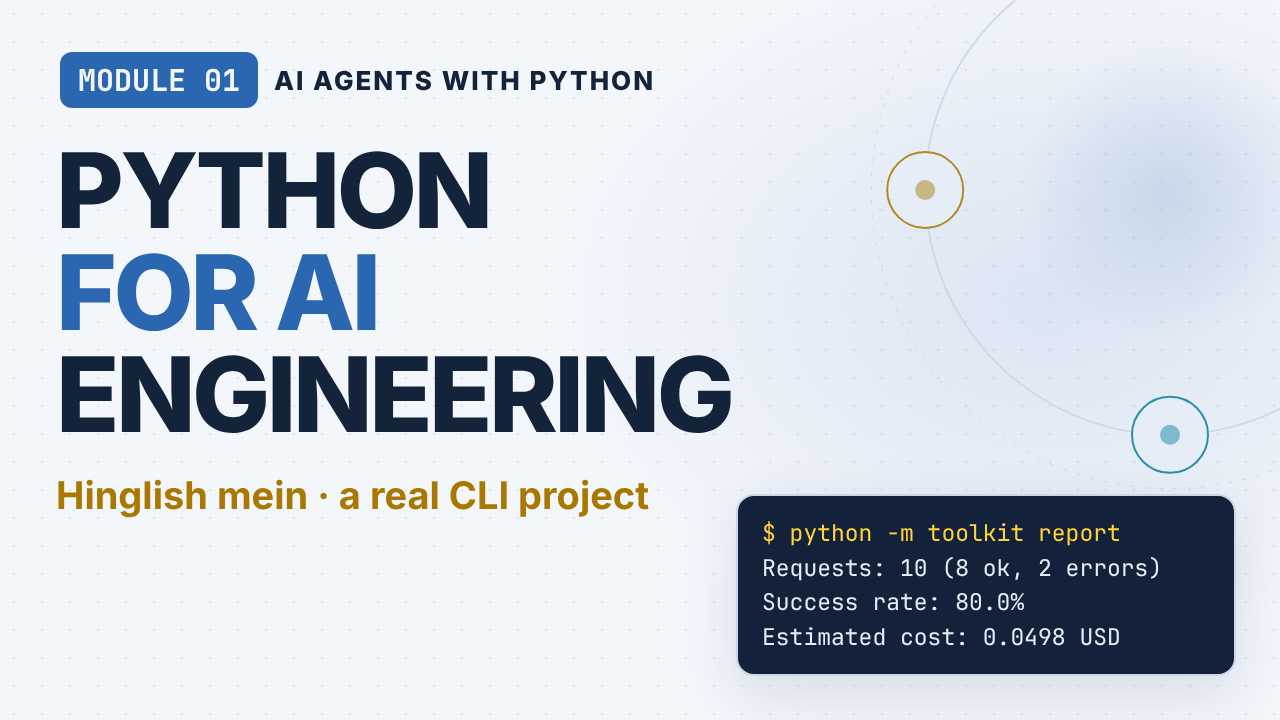 MODULE 01 AI AGENTS WITH PYTHON
PYTHON
FOR AI
ENGINEERING
Hinglish mein · a real CLI project
$ python -m toolkit report
Requests: 10 (8 ok, 2 errors)
Success rate: 80.0%
Estimated cost: 0.0498 USD